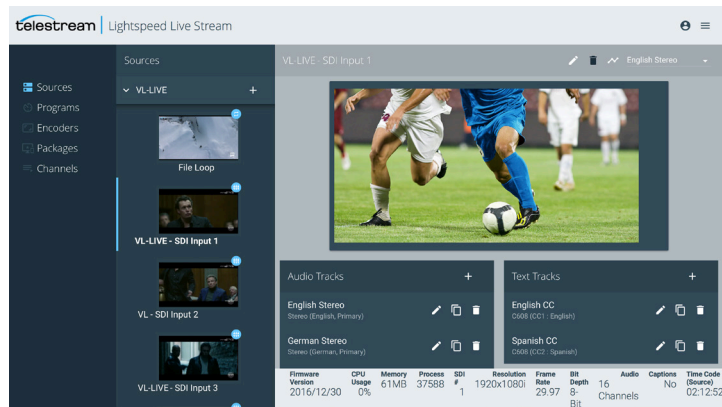 telestream | Lightspeed Live Stream
Sources
Programs
Encoders
Packages
Channels
Sources
VL-LIVE +
File Loop
VL-LIVE - SDI Input 1
VL - SDI Input 2
VL-LIVE - SDI Input 3
VL-LIVE - SDI Input 1
English Stereo
Audio Tracks +
English Stereo
Stereo (English, Primary)
German Stereo
Stereo (German, Primary)
Text Tracks +
English CC
C608 (CC1 : English)
Spanish CC
C608 (CC2 : Spanish)
Firmware Version
2016/12/30
CPU Usage
0%
Memory
61MB
Process
37588
SDI #
1
Resolution
1920x1080i
Frame Rate
29.97
Bit Depth
8-Bit
Audio
16 Channels
Captions
No
Time Code (Source)
02:12:52